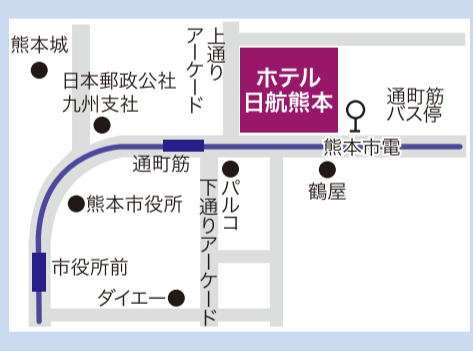 熊本城
日本郵政公社
九州支社
上通り
アーケード
ホテル
日航熊本
通町筋
バス停
熊本市電
通町筋
パルコ
鶴屋
下通りアーケード
熊本市役所
市役所前
ダイエー